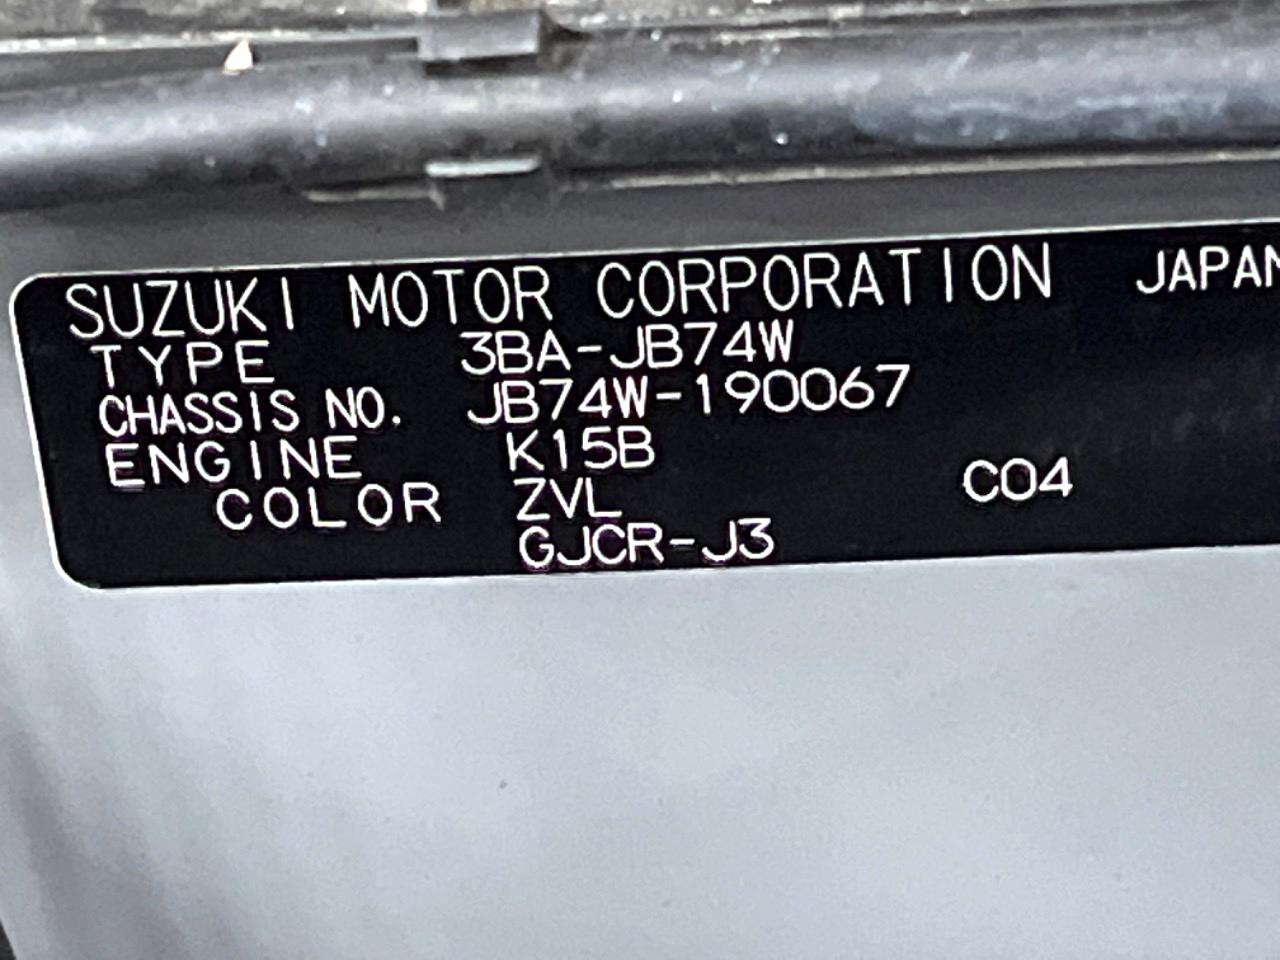 SUZUKI MOTOR CORPORATION JAPAN
TYPE 3BA-JB74W
CHASSIS NO. JB74W-190067
ENGINE K15B
COLOR ZVL C04
GJCR-J3